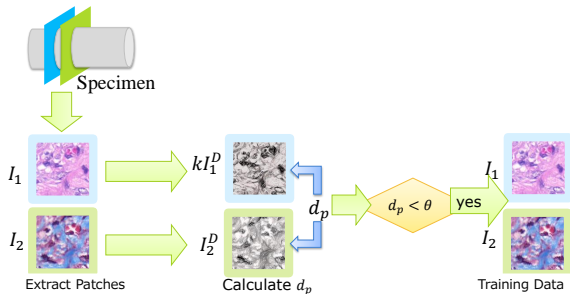 Specimen
I₁
kI₁ᴰ
I₁
dₚ
dₚ < θ
yes
I₂
I₂ᴰ
I₂
Extract Patches
Calculate dₚ
Training Data